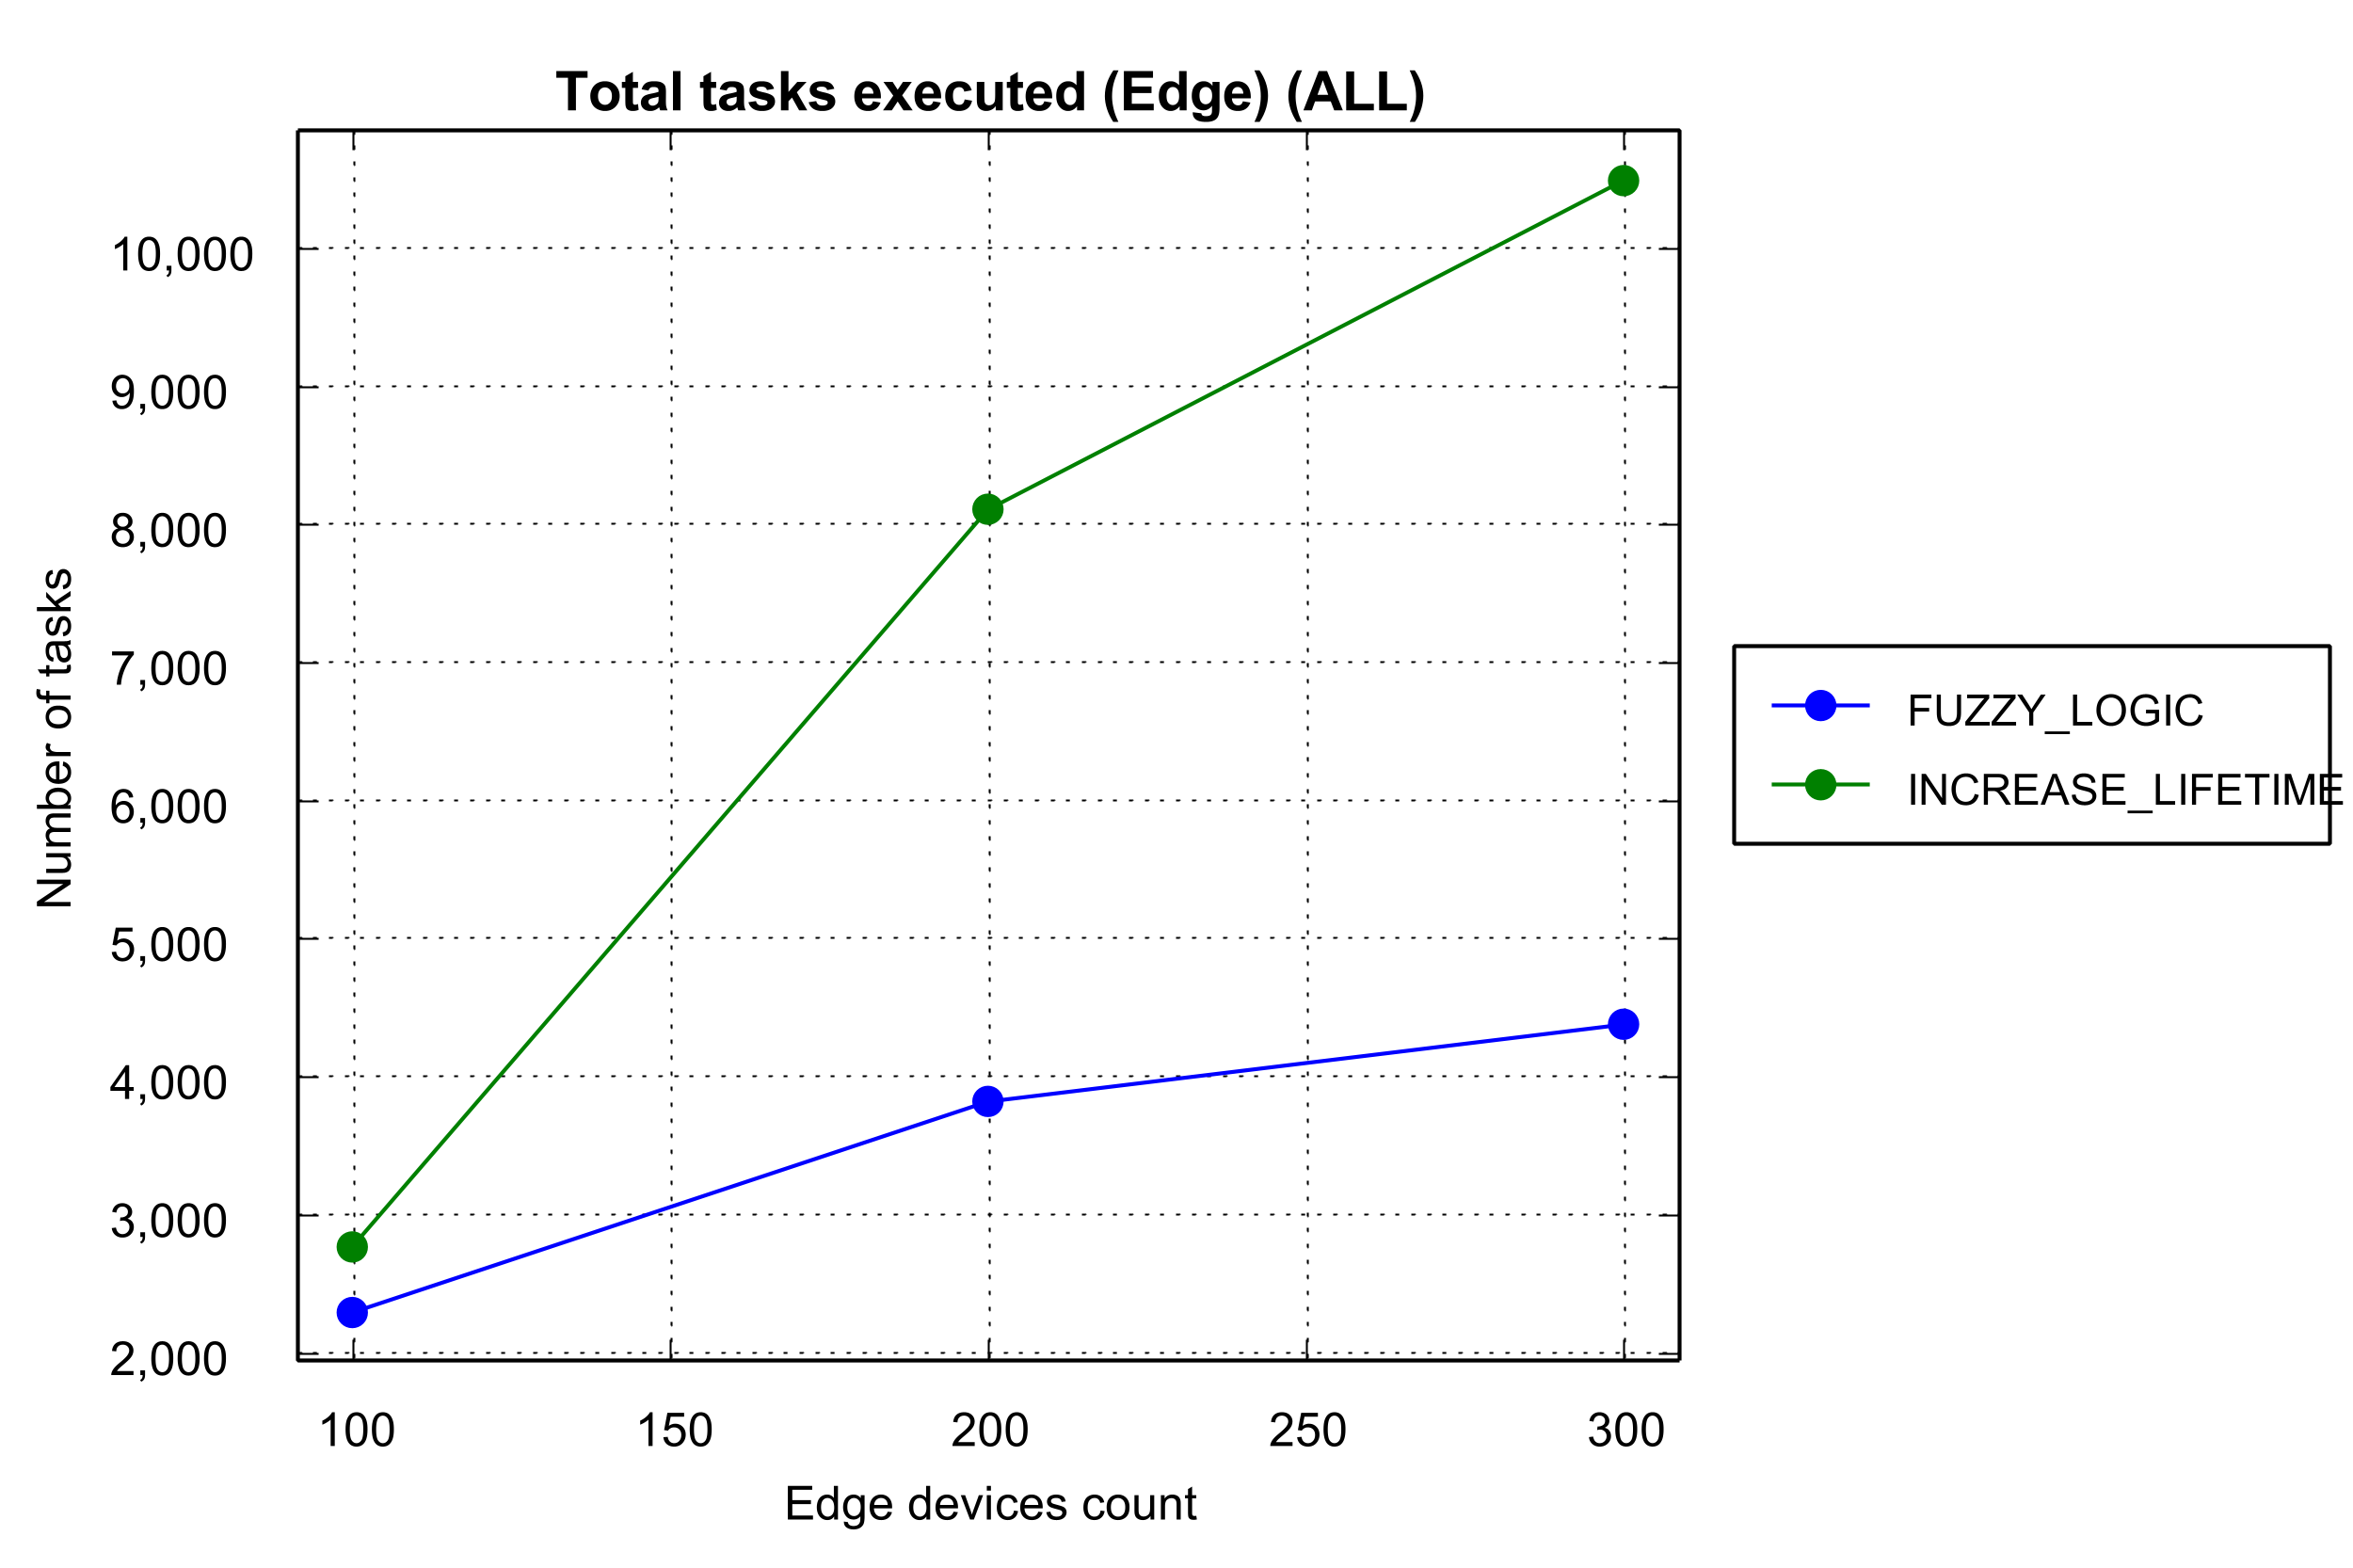 Total tasks executed (Edge) (ALL)
10,000
9,000
8,000
7,000
6,000
5,000
4,000
3,000
2,000
Number of tasks
100 150 200 250 300
Edge devices count
FUZZY_LOGIC
INCREASE_LIFETIME